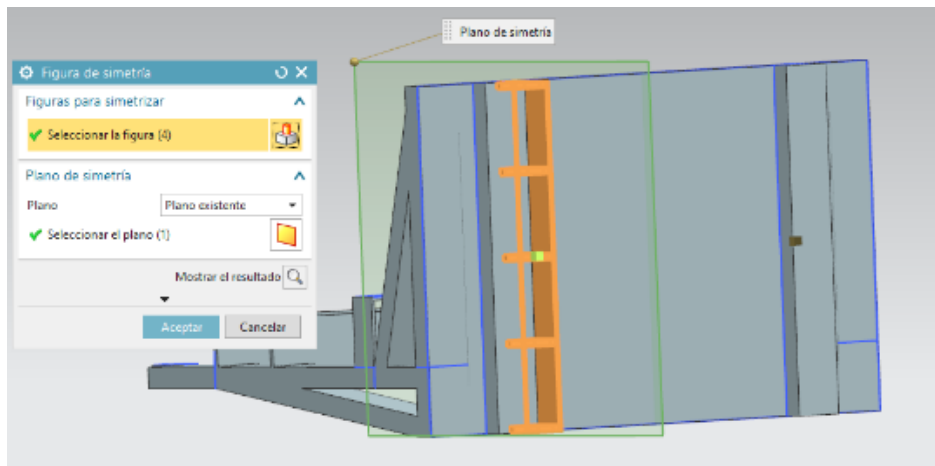 Plano de simetría
Figura de simetría
Figuras para simetrizar
Seleccionar la figura (4)
Plano de simetría
Plano
Plano existente
Seleccionar el plano (1)
Mostrar el resultado
Aceptar
Cancelar